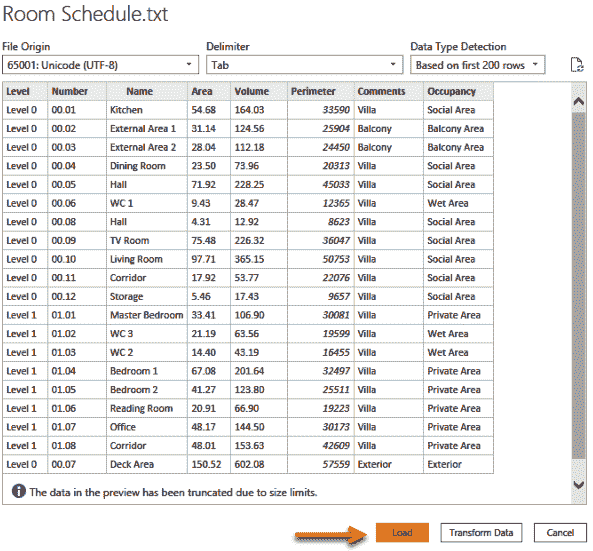 Room Schedule.txt
File Origin Delimiter Data Type Detection
65001: Unicode (UTF-8) Tab Based on first 200 rows
Level Number Name Area Volume Perimeter Comments Occupancy
Level 0 00.01 Kitchen 54.68 164.03 33590 Villa Social Area
Level 0 00.02 External Area 1 31.14 124.56 25904 Balcony Balcony Area
Level 0 00.03 External Area 2 28.04 112.18 24450 Balcony Balcony Area
Level 0 00.04 Dining Room 23.50 73.96 20313 Villa Social Area
Level 0 00.05 Hall 71.92 228.25 45033 Villa Social Area
Level 0 00.06 WC 1 9.43 28.47 12365 Villa Wet Area
Level 0 00.08 Hall 4.31 12.92 8623 Villa Social Area
Level 0 00.09 TV Room 75.48 226.32 36047 Villa Social Area
Level 0 00.10 Living Room 97.71 365.15 50753 Villa Social Area
Level 0 00.11 Corridor 17.92 53.77 22076 Villa Social Area
Level 0 00.12 Storage 5.46 17.43 9657 Villa Social Area
Level 1 01.01 Master Bedroom 33.41 106.90 30081 Villa Private Area
Level 1 01.02 WC 3 21.19 63.56 19599 Villa Wet Area
Level 1 01.03 WC 2 14.40 43.19 16455 Villa Wet Area
Level 1 01.04 Bedroom 1 67.08 201.64 32497 Villa Private Area
Level 1 01.05 Bedroom 2 41.27 123.80 25511 Villa Private Area
Level 1 01.06 Reading Room 20.91 66.90 19223 Villa Private Area
Level 1 01.07 Office 48.17 144.50 30173 Villa Private Area
Level 1 01.08 Corridor 48.01 153.63 42609 Villa Private Area
Level 0 00.07 Deck Area 150.52 602.08 57559 Exterior Exterior
The data in the preview has been truncated due to size limits.
Load Transform Data Cancel